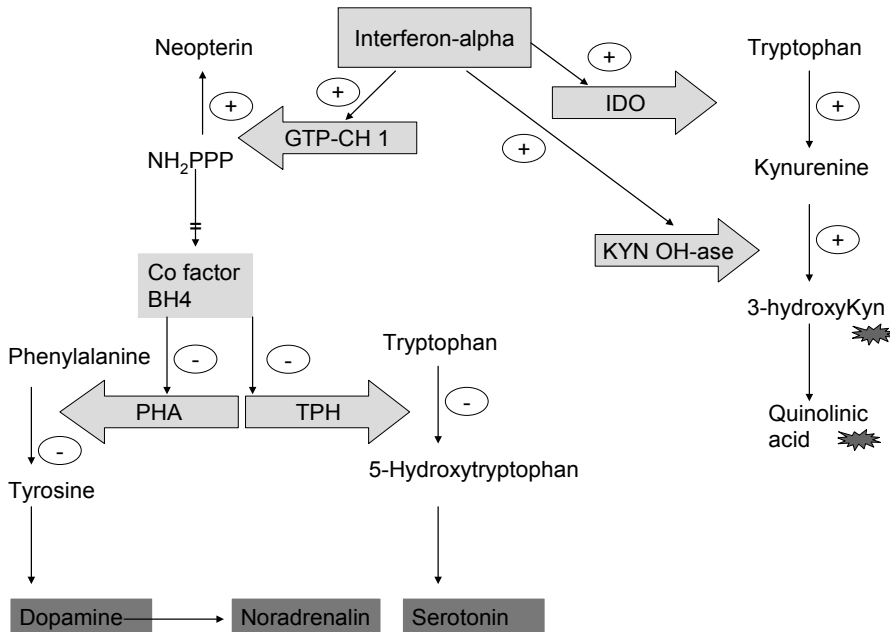 Neopterin
Interferon-alpha
Tryptophan
+
+
IDO
+
+
GTP-CH 1
+
NH₂PPP
Kynurenine
KYN OH-ase
+
Co factor
BH4
3-hydroxyKyn
Phenylalanine
-
-
Tryptophan
PHA
TPH
-
Quinolinic
acid
-
Tyrosine
5-Hydroxytryptophan
Dopamine
Noradrenalin
Serotonin